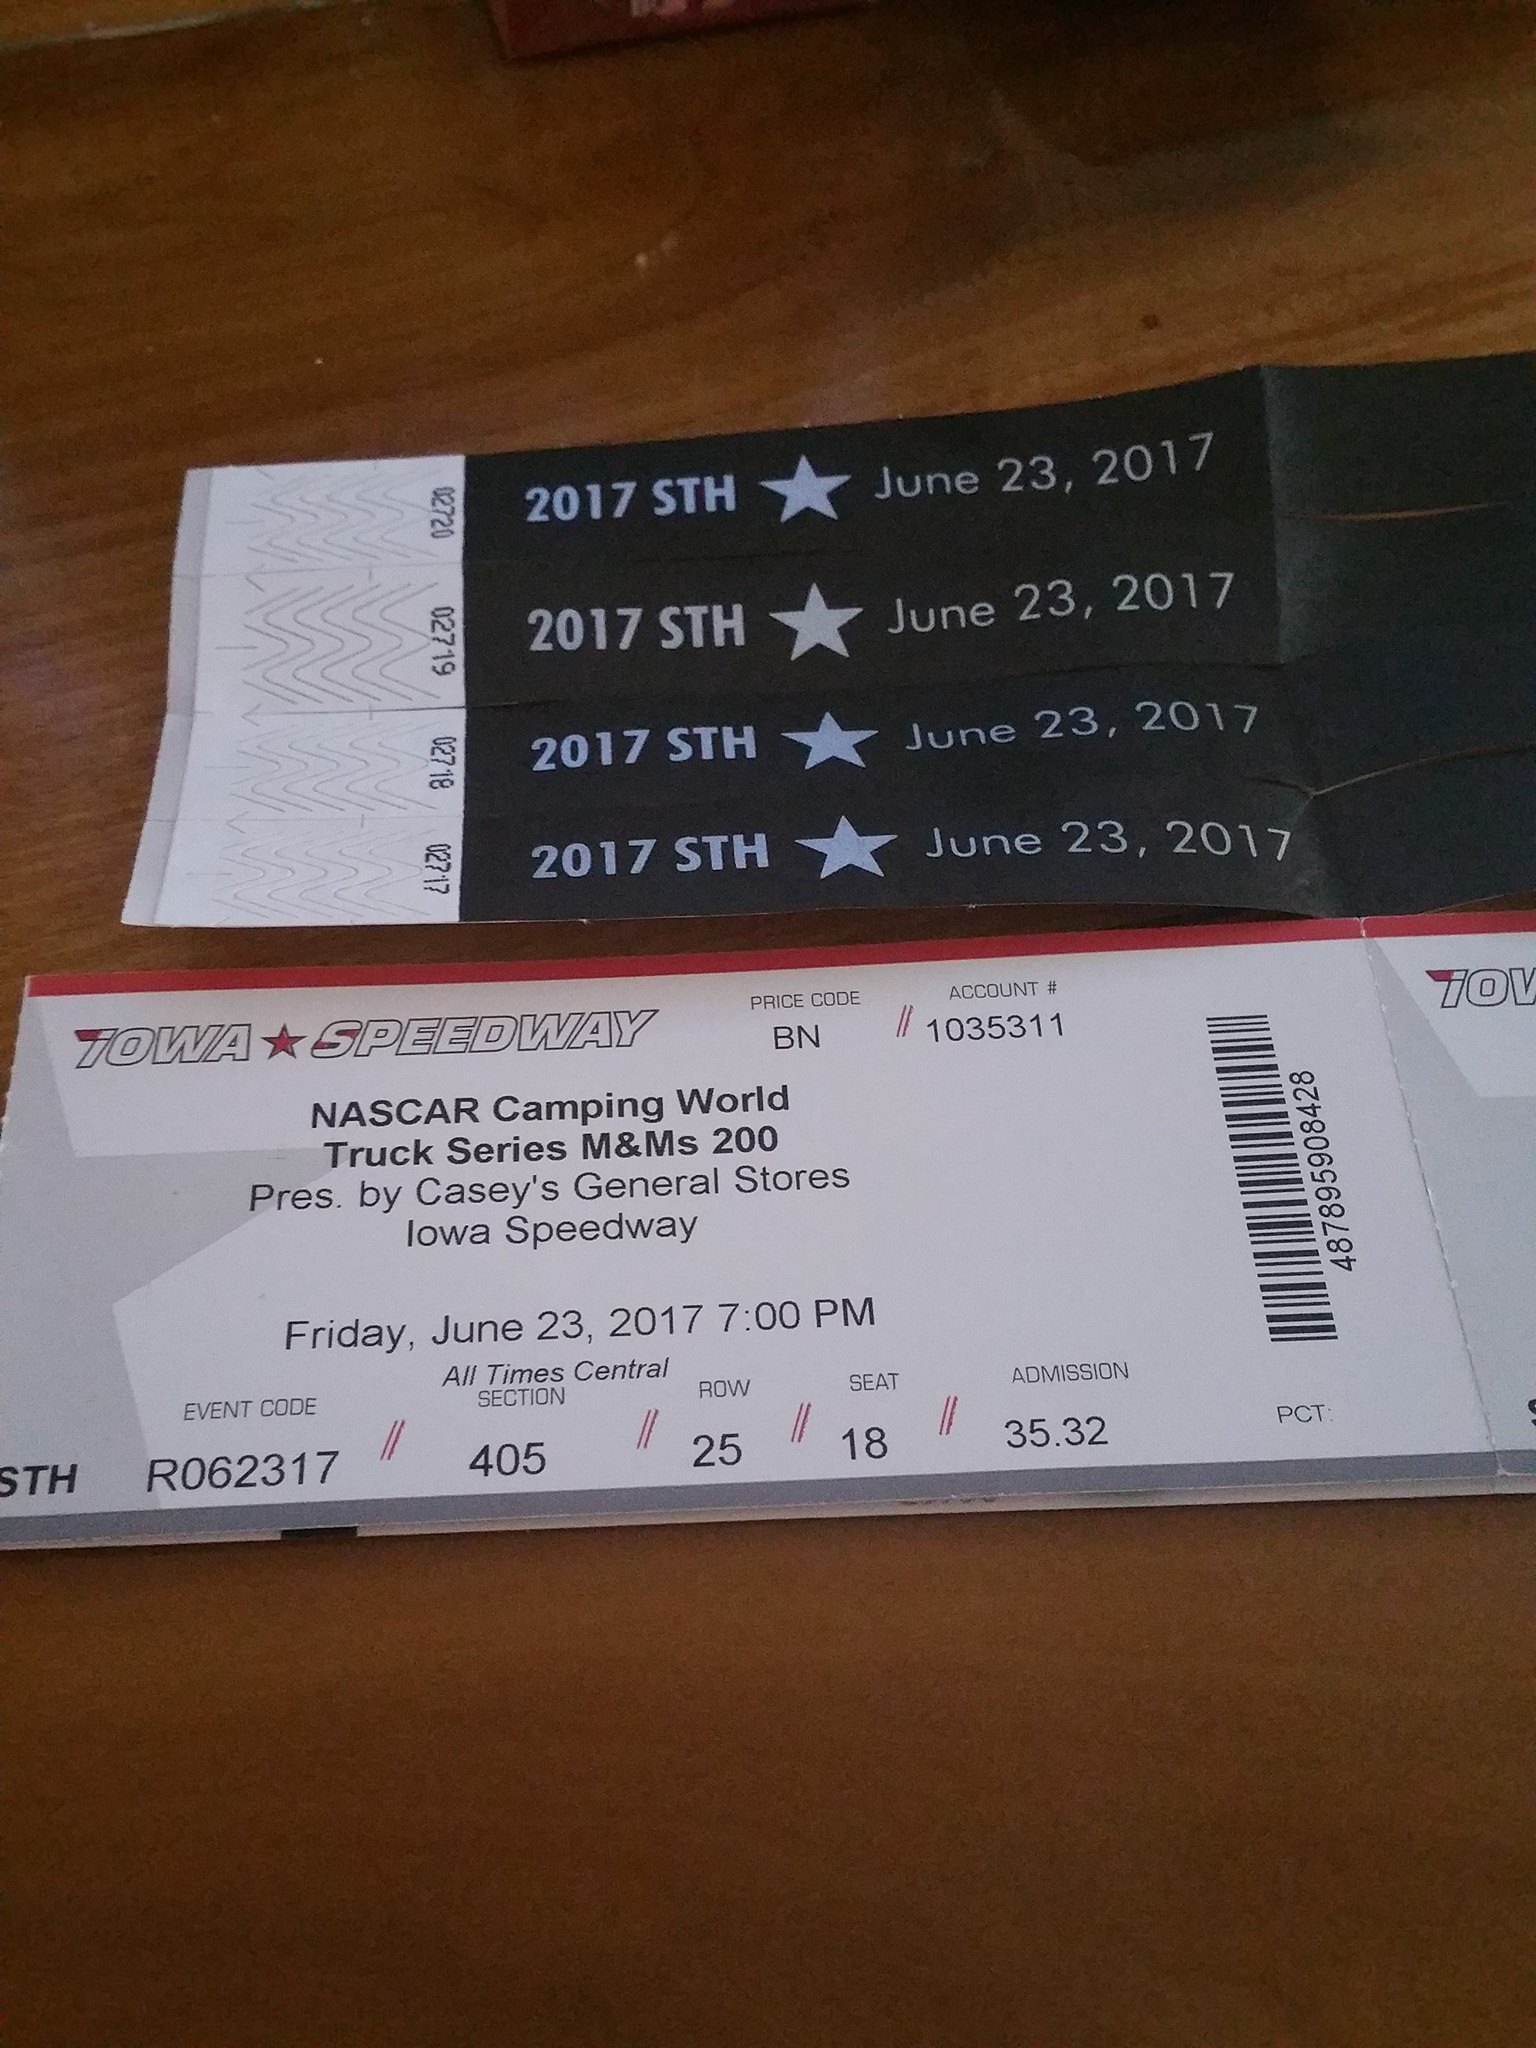 02720 2017 STH June 23, 2017
02719 2017 STH June 23, 2017
02718 2017 STH June 23, 2017
02717 2017 STH June 23, 2017
IOWA SPEEDWAY
PRICE CODE // ACCOUNT #
BN 1035311
NASCAR Camping World
Truck Series M&Ms 200
Pres. by Casey's General Stores
Iowa Speedway
Friday, June 23, 2017 7:00 PM
All Times Central
EVENT CODE // SECTION // ROW // SEAT // ADMISSION
STH R062317 405 25 18 35.32
PCT:
48789590842​8